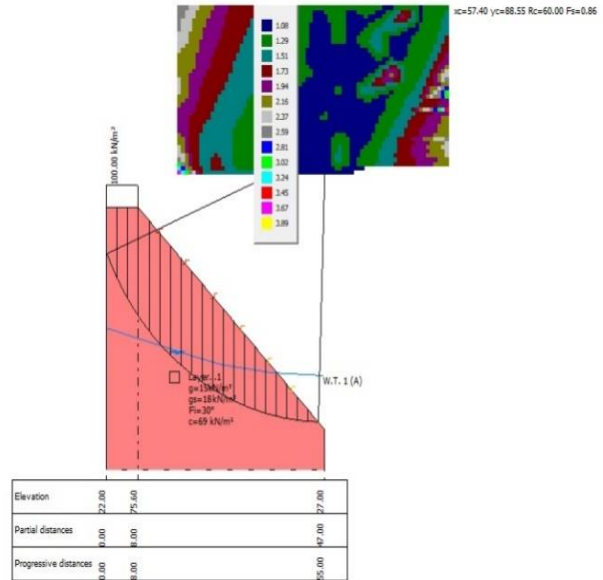 xc=57.40 yc=88.55 Rc=60.00 Fs=0.86
1.08
1.29
1.51
1.73
1.94
2.16
2.37
2.59
2.81
3.02
3.24
3.45
3.67
3.89
100.00 kN/m²
W.T. 1 (A)
Layer...1
g=15kN/m³
gs=18kN/m³
Fi=30°
c=69 kN/m²
Elevation 22.00 75.60 27.00
Partial distances 0.00 8.00 47.00
Progressive distances 0.00 8.00 55.00